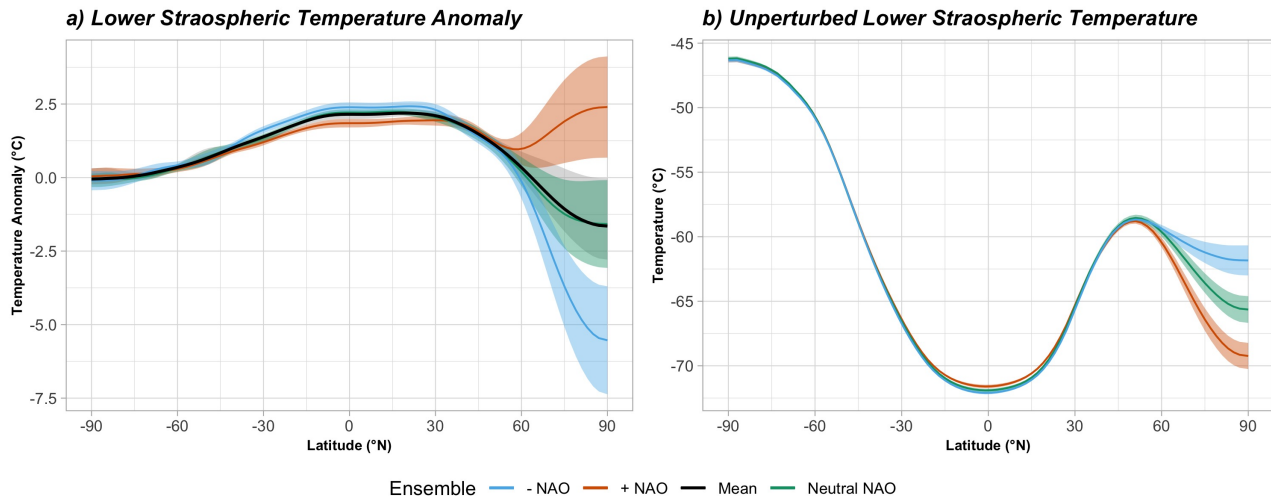 a) Lower Straospheric Temperature Anomaly
Temperature Anomaly (°C)
2.5
0.0
-2.5
-5.0
-7.5
-90 -60 -30 0 30 60 90
Latitude (°N)
b) Unperturbed Lower Straospheric Temperature
Temperature (°C)
-45
-50
-55
-60
-65
-70
-90 -60 -30 0 30 60 90
Latitude (°N)
Ensemble - NAO + NAO Mean Neutral NAO